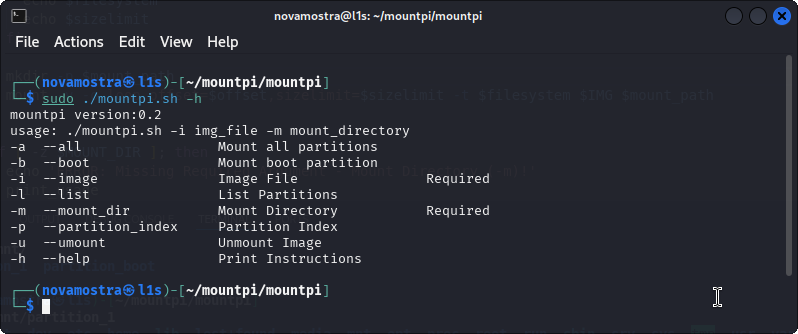 novamostra@l1s: ~/mountpi/mountpi
File Actions Edit View Help
┌──(novamostra㉿l1s)-[~/mountpi/mountpi]
└─$ sudo ./mountpi.sh -h
mountpi version:0.2
usage: ./mountpi.sh -i img_file -m mount_directory
-a --all Mount all partitions
-b --boot Mount boot partition
-i --image Image File Required
-l --list List Partitions
-m --mount_dir Mount Directory Required
-p --partition_index Partition Index
-u --umount Unmount Image
-h --help Print Instructions
┌──(novamostra㉿l1s)-[~/mountpi/mountpi]
└─$